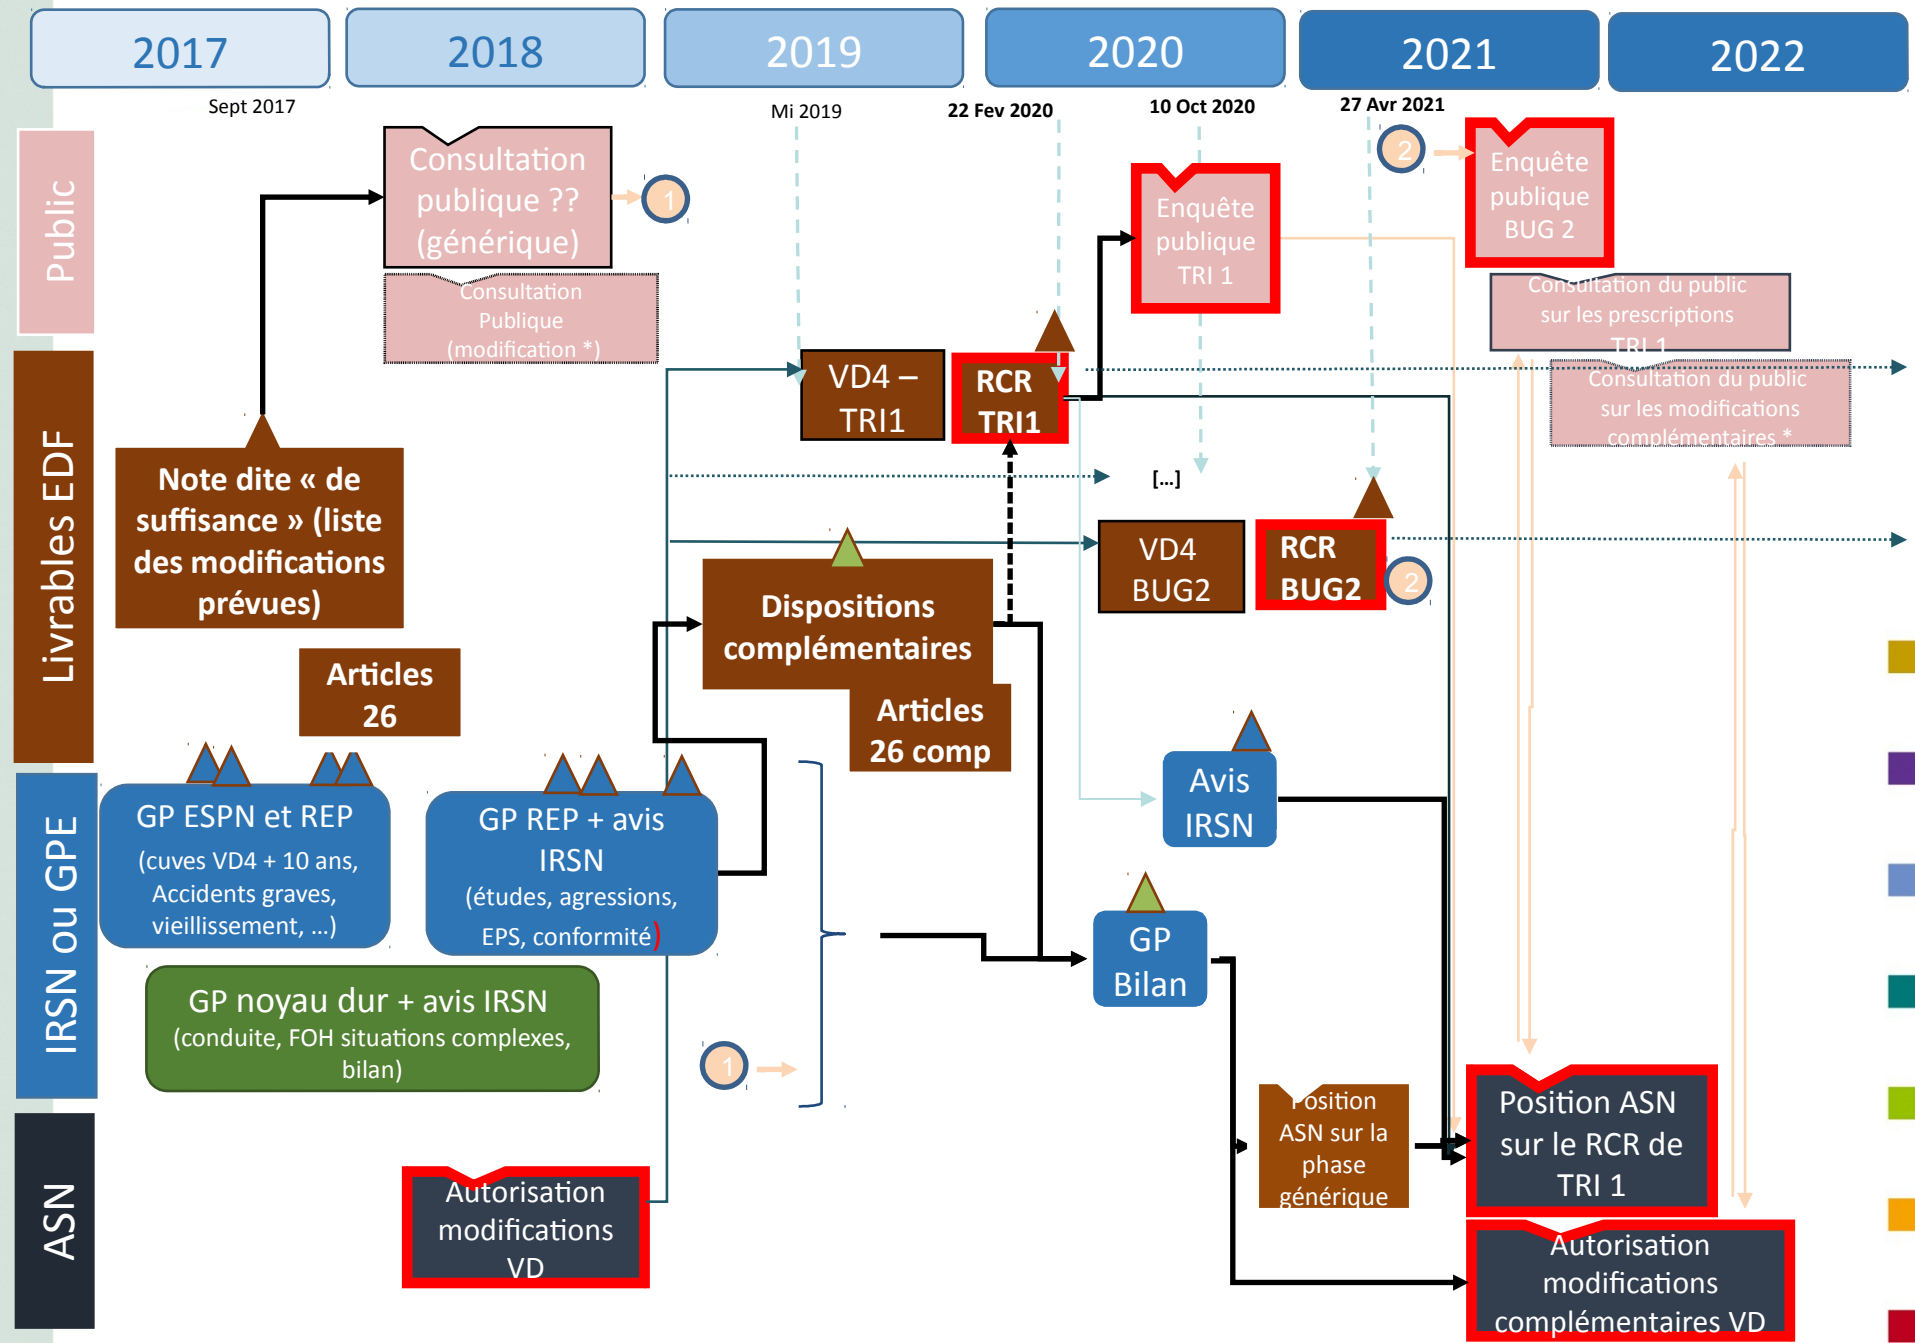 2017
2018
2019
2020
2021
2022
Sept 2017
Mi 2019
22 Fev 2020
10 Oct 2020
27 Avr 2021
Public
Consultation
publique ??
(générique)
1
Consultation
Publique
(modification *)
Enquête
publique
TRI 1
2
Enquête
publique
BUG 2
Consultation du public
sur les prescriptions
TRI 1
Consultation du public
sur les modifications
complémentaires *
Livrables EDF
Note dite « de
suffisance » (liste
des modifications
prévues)
Articles
26
VD4 –
TRI1
RCR
TRI1
[...]
VD4
BUG2
RCR
BUG2
2
Dispositions
complémentaires
Articles
26 comp
IRSN ou GPE
GP ESPN et REP
(cuves VD4 + 10 ans,
Accidents graves,
vieillissement, ...)
GP REP + avis
IRSN
(études, agressions,
EPS, conformité)
GP noyau dur + avis IRSN
(conduite, FOH situations complexes,
bilan)
1
Avis
IRSN
GP
Bilan
ASN
Autorisation
modifications
VD
Position
ASN sur la
phase
générique
Position ASN
sur le RCR de
TRI 1
Autorisation
modifications
complémentaires VD